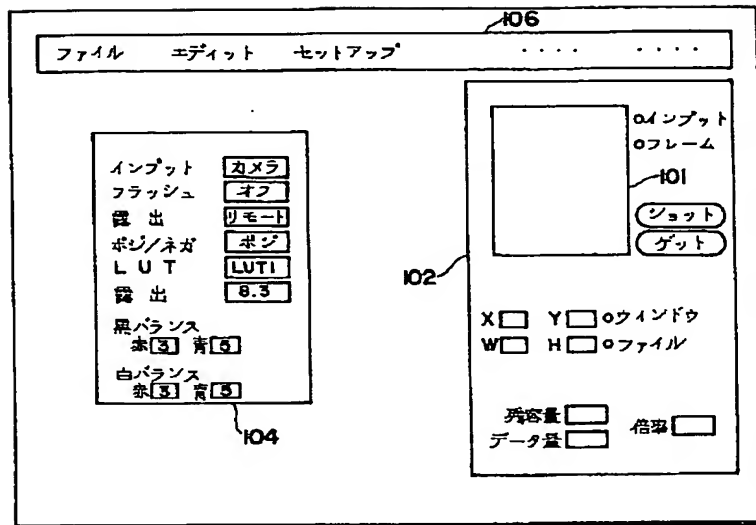 106
ファイル エディット セットアップ ････ ････
インプット カメラ
フラッシュ オフ
露出 リモート
ポジ/ネガ ポジ
LUT LUT1
露出 8.3
黒バランス
赤 3 青 5
白バランス
赤 3 青 5
104
インプット
フレーム
101
ショット
ゲット
102
X Y ウィンドウ
W H ファイル
残容量
データ量
倍率